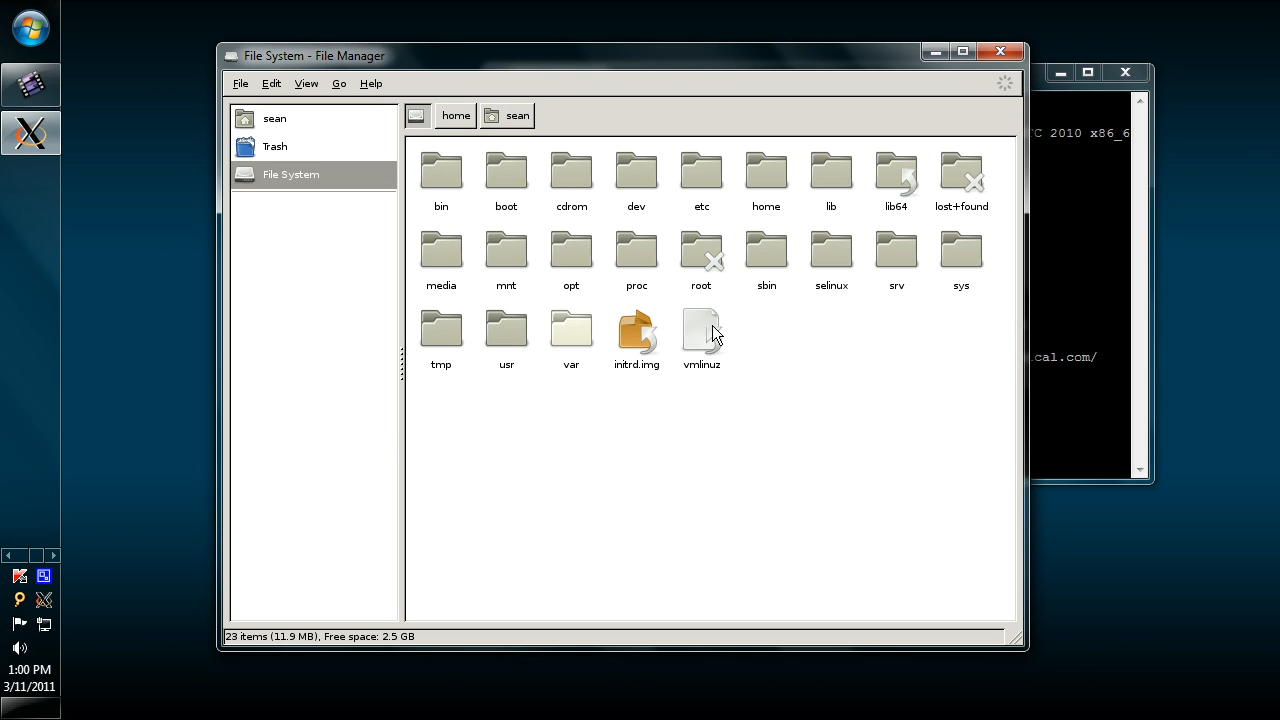 File System - File Manager
File Edit View Go Help
sean
Trash
File System
home sean
bin boot cdrom dev etc home lib lib64 lost+found
media mnt opt proc root sbin selinux srv sys
tmp usr var initrd.img vmlinuz
23 items (11.9 MB), Free space: 2.5 GB
TC 2010 x86_6
cal.com/
1:00 PM
3/11/2011